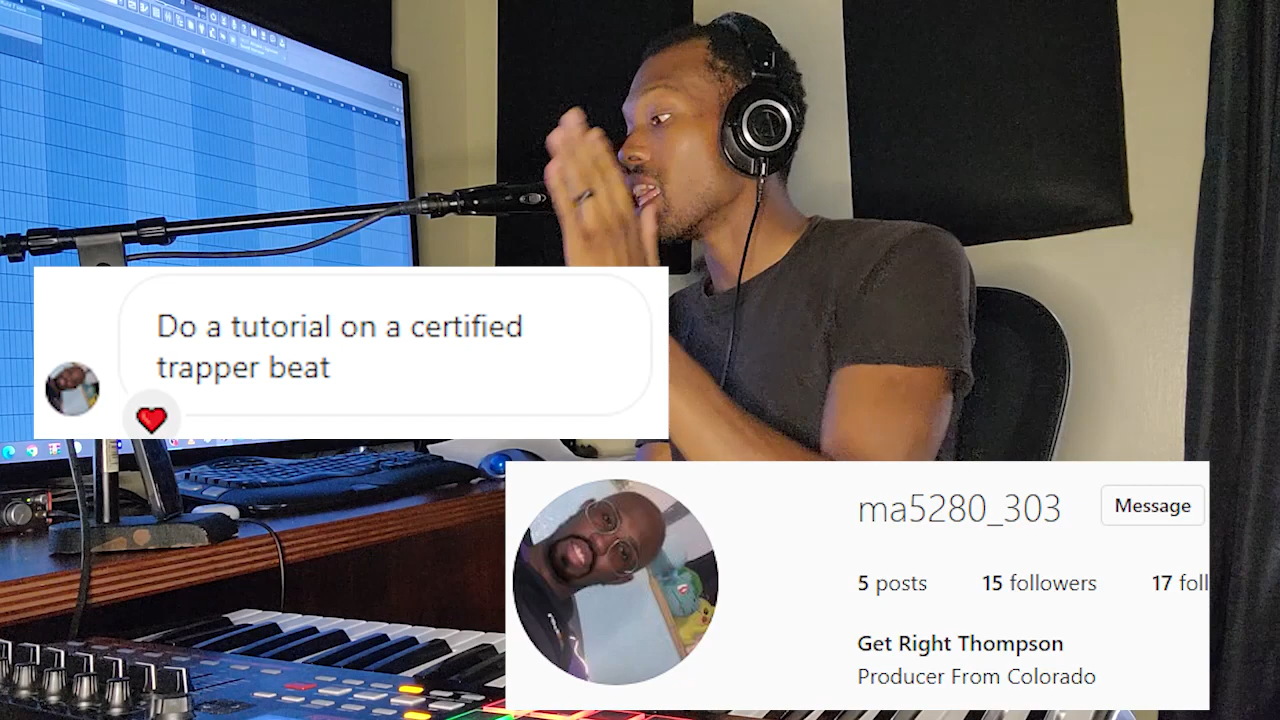 Do a tutorial on a certified
trapper beat
ma5280_303
Message
5 posts
15 followers
17 foll
Get Right Thompson
Producer From Colorado